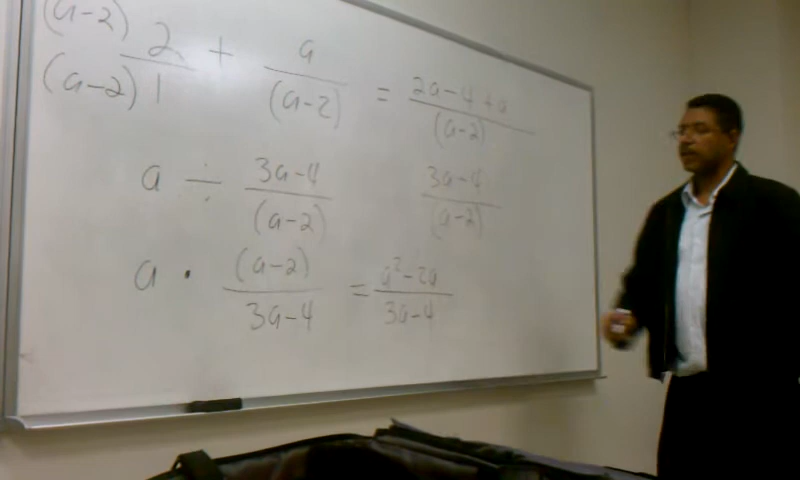 (a-2) 2/(a-2) 1 + a/(a-2) = 2a-4+a/(a-2)
a ÷ 3a-4/(a-2) 3a-4/(a-2)
a · (a-2)/3a-4 = a²-2a/3a-4